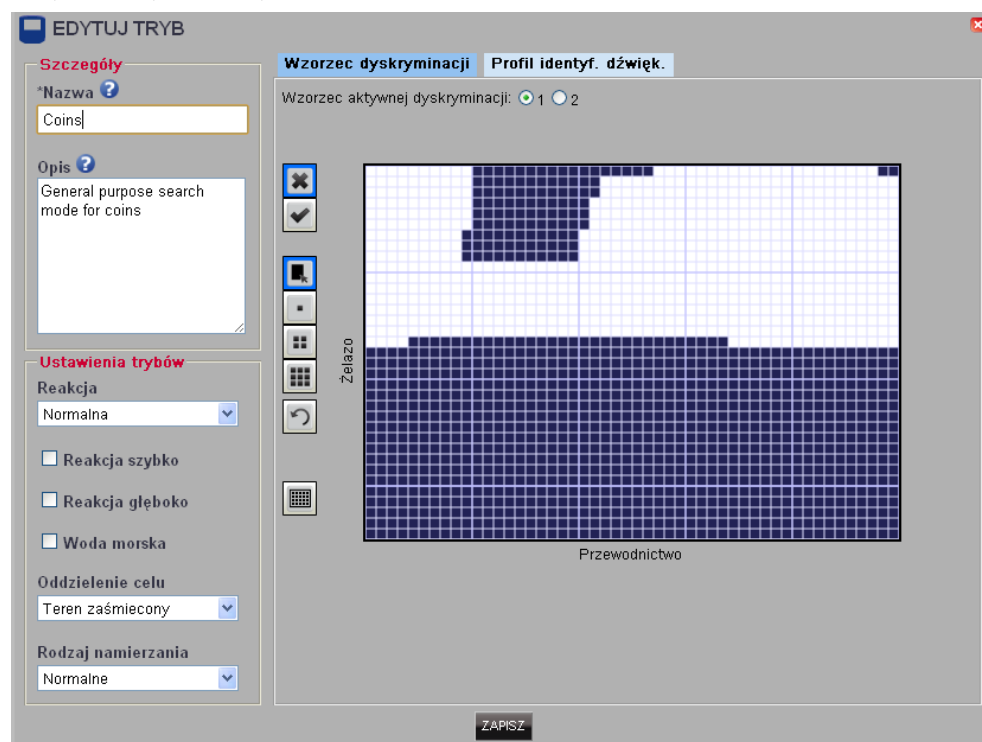 EDYTUJ TRYB
Szczegóły
*Nazwa
Coins
Opis
General purpose search
mode for coins
Ustawienia trybów
Reakcja
Normalna
Reakcja szybko
Reakcja głęboko
Woda morska
Oddzielenie celu
Teren zaśmiecony
Rodzaj namierzania
Normalne
Wzorzec dyskryminacji
Profil identyf. dźwięk.
Wzorzec aktywnej dyskryminacji: 1 2
Żelazo
Przewodnictwo
ZAPISZ